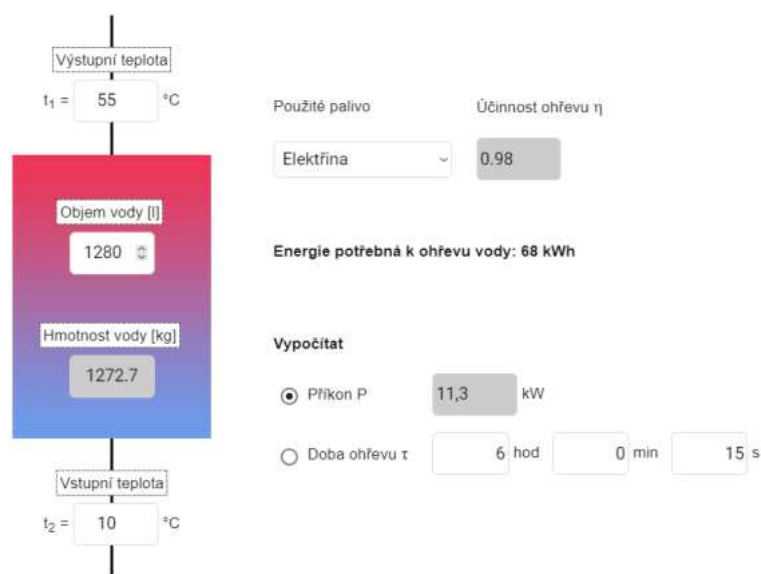 Výstupní teplota
t₁ = 55 °C
Použité palivo Účinnost ohřevu η
Elektřina 0.98
Objem vody [l]
1280
Energie potřebná k ohřevu vody: 68 kWh
Hmotnost vody [kg]
1272.7
Vypočítat
Příkon P 11,3 kW
Doba ohřevu τ 6 hod 0 min 15 s
Vstupní teplota
t₂ = 10 °C